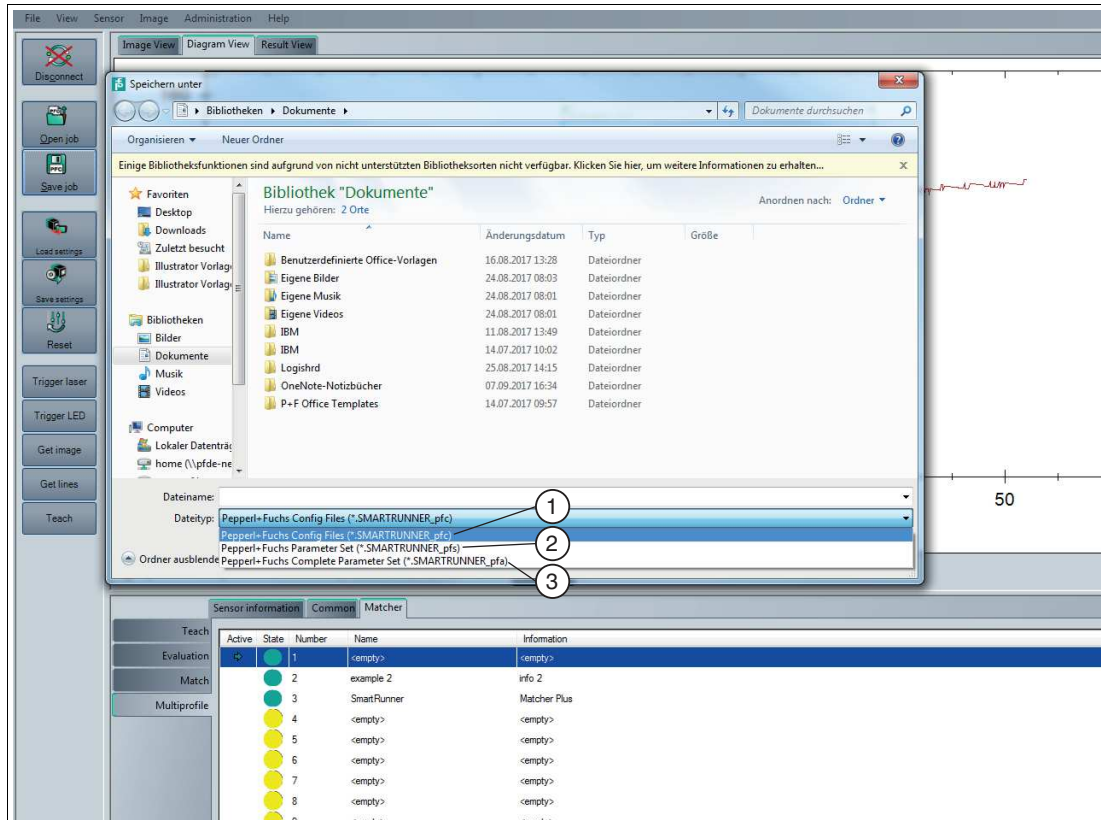 File View Sensor Image Administration Help
Image View Diagram View Result View
Disconnect
Open job
Save job
Load settings
Save settings
Reset
Trigger laser
Trigger LED
Get image
Get lines
Teach
Speichern unter
Bibliotheken Dokumente
Dokumente durchsuchen
Organisieren Neuer Ordner
Einige Bibliotheksfunktionen sind aufgrund von nicht unterstützten Bibliotheksorten nicht verfügbar. Klicken Sie hier, um weitere Informationen zu erhalten...
Favoriten
Desktop
Downloads
Zuletzt besucht
Illustrator Vorlag
Illustrator Vorlag
Bibliotheken
Bilder
Dokumente
Musik
Videos
Computer
Lokaler Datenträg
home (\\pfde-ne
Bibliothek "Dokumente"
Hierzu gehören: 2 Orte
Anordnen nach: Ordner
Name Änderungsdatum Typ Größe
Benutzerdefinierte Office-Vorlagen 16.08.2017 13:28 Dateiordner
Eigene Bilder 24.08.2017 08:03 Dateiordner
Eigene Musik 24.08.2017 08:01 Dateiordner
Eigene Videos 24.08.2017 08:01 Dateiordner
IBM 11.08.2017 13:49 Dateiordner
IBM 14.07.2017 10:02 Dateiordner
Logishrd 25.08.2017 14:15 Dateiordner
OneNote-Notizbücher 07.09.2017 16:34 Dateiordner
P+F Office Templates 14.07.2017 09:57 Dateiordner
Dateiname:
Dateityp: Pepperl+Fuchs Config Files (*.SMARTRUNNER_pfc)
Pepperl+Fuchs Config Files (*.SMARTRUNNER_pfc) 1
Pepperl+Fuchs Parameter Set (*.SMARTRUNNER_pfs) 2
Pepperl+Fuchs Complete Parameter Set (*.SMARTRUNNER_pfa) 3
Ordner ausblende
50
Sensor information Common Matcher
Teach
Evaluation
Match
Multiprofile
Active State Number Name Information
1 <empty> <empty>
2 example 2 info 2
3 SmartRunner Matcher Plus
4 <empty> <empty>
5 <empty> <empty>
6 <empty> <empty>
7 <empty> <empty>
8 <empty> <empty>